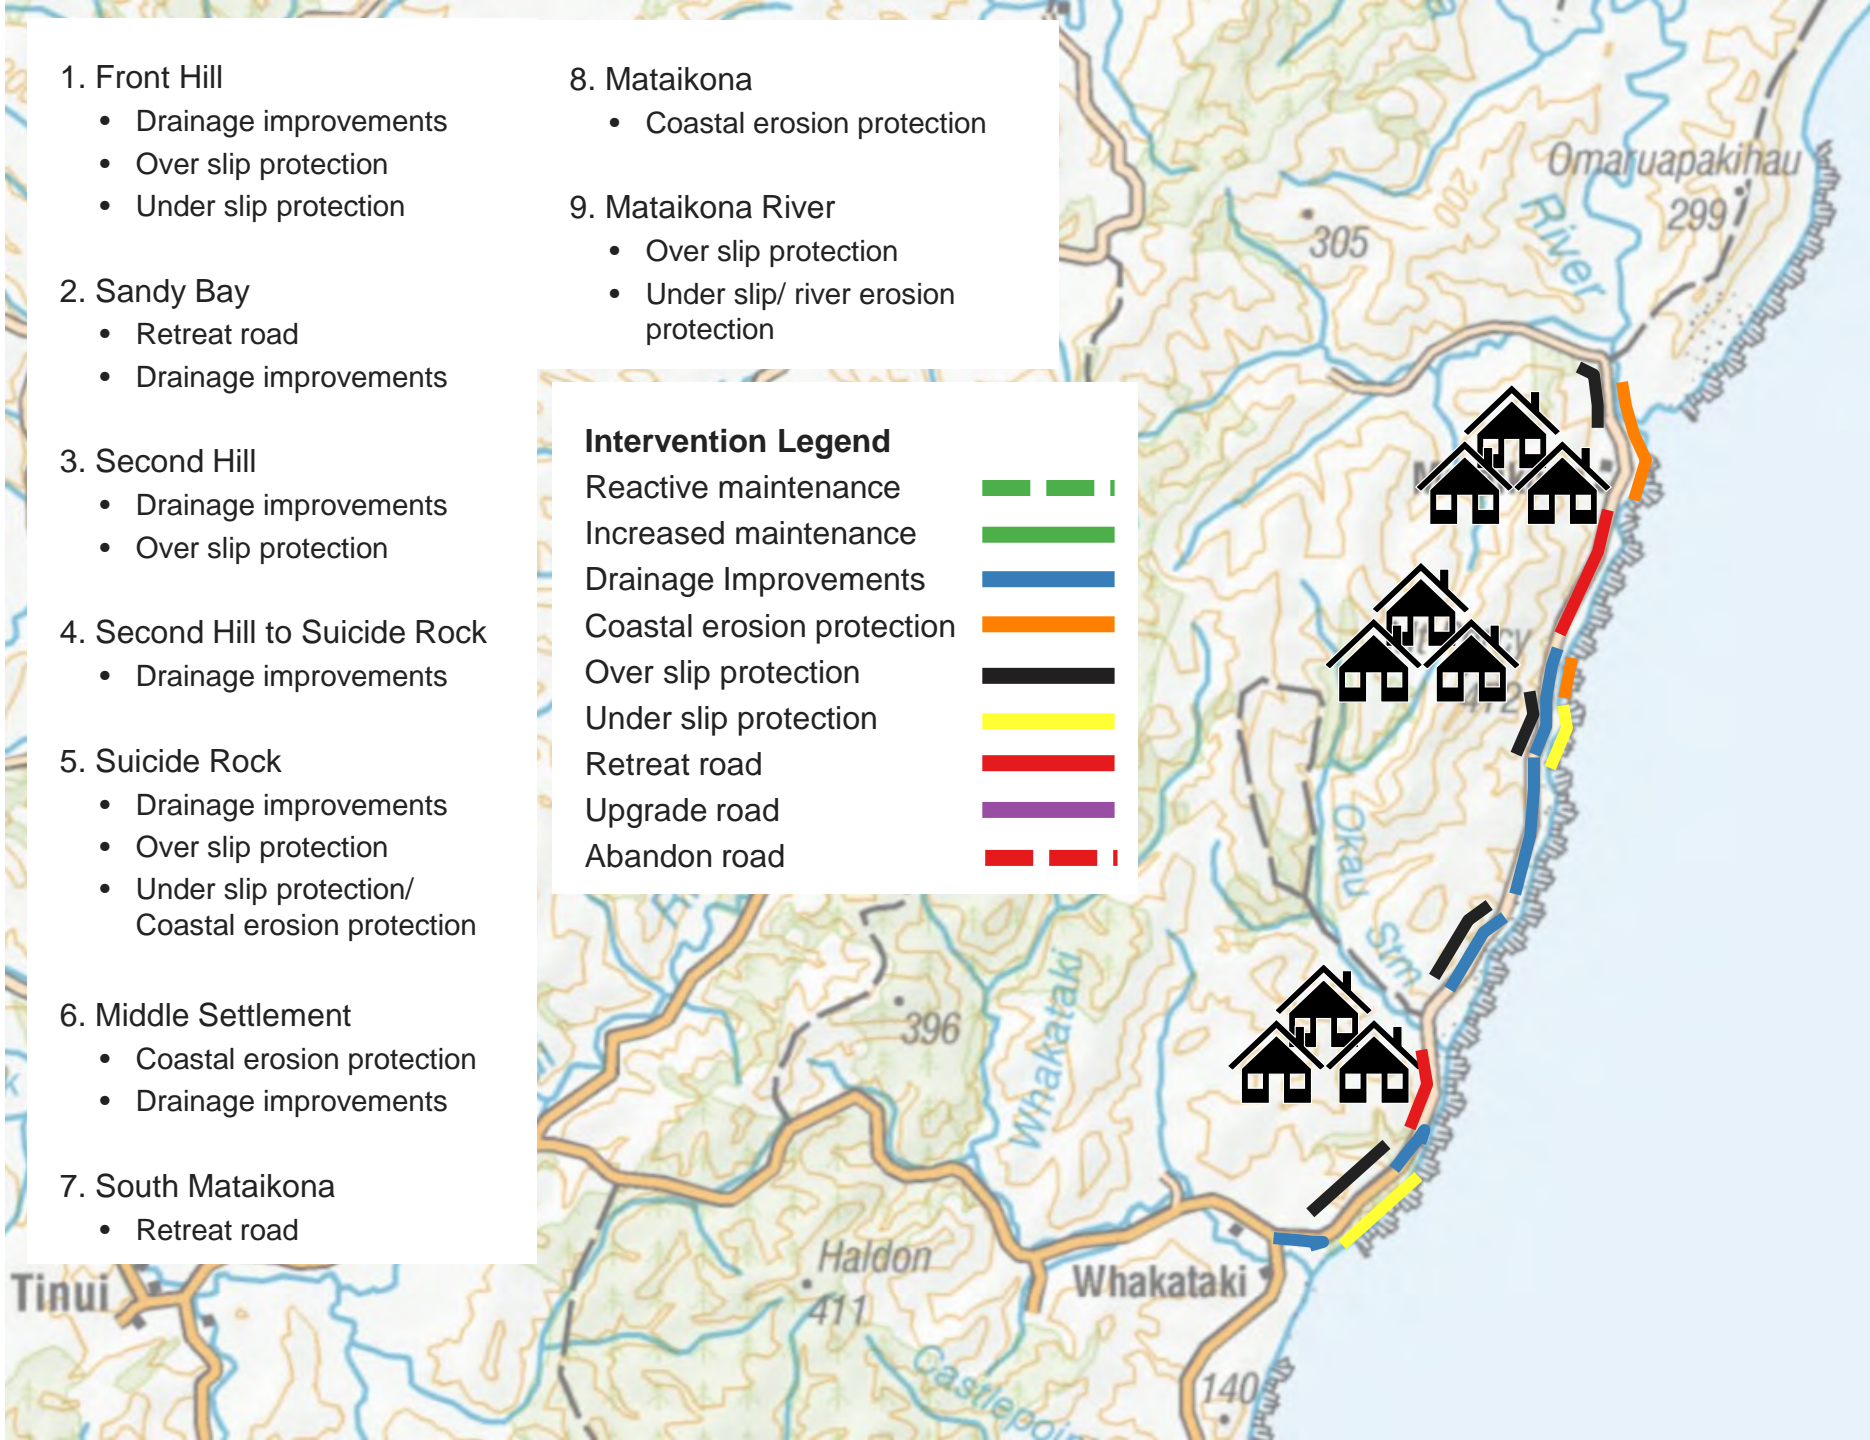 1. Front Hill
• Drainage improvements
• Over slip protection
• Under slip protection
2. Sandy Bay
• Retreat road
• Drainage improvements
3. Second Hill
• Drainage improvements
• Over slip protection
4. Second Hill to Suicide Rock
• Drainage improvements
5. Suicide Rock
• Drainage improvements
• Over slip protection
• Under slip protection/
Coastal erosion protection
6. Middle Settlement
• Coastal erosion protection
• Drainage improvements
7. South Mataikona
• Retreat road
8. Mataikona
• Coastal erosion protection
9. Mataikona River
• Over slip protection
• Under slip/ river erosion
protection
Intervention Legend
Reactive maintenance
Increased maintenance
Drainage Improvements
Coastal erosion protection
Over slip protection
Under slip protection
Retreat road
Upgrade road
Abandon road
Omaruapakihau
299
River
305
200
472
Okau
Stm
Whakataki
396
Haldon
411
Whakataki
Tinui
140